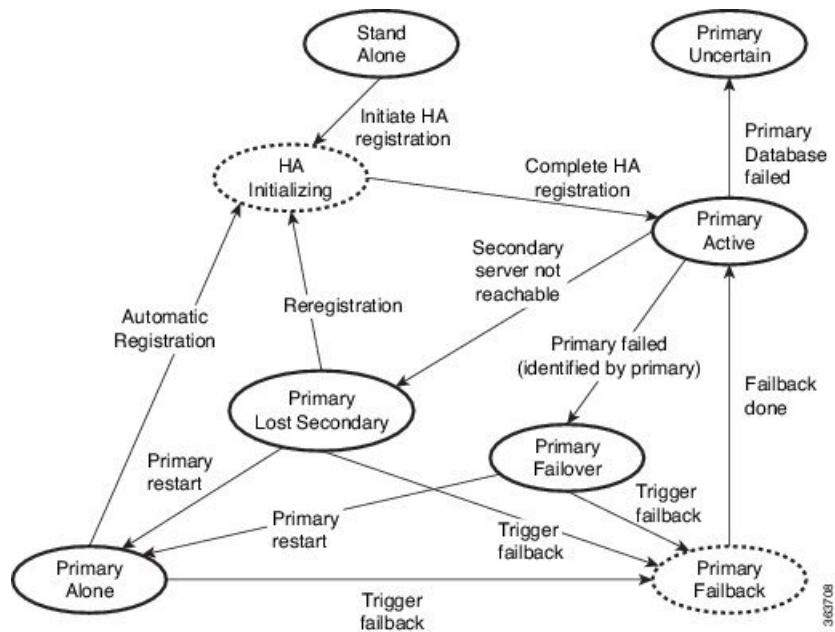 Stand
Alone
Primary
Uncertain
Initiate HA
registration
Primary
Database
failed
HA
Initializing
Complete HA
registration
Primary
Active
Secondary
server not
reachable
Automatic
Registration
Reregistration
Primary failed
(identified by primary)
Failback
done
Primary
Lost Secondary
Primary
Failover
Primary
restart
Primary
restart
Trigger
failback
Trigger
failback
Primary
Alone
Primary
Failback
Trigger
failback
363708